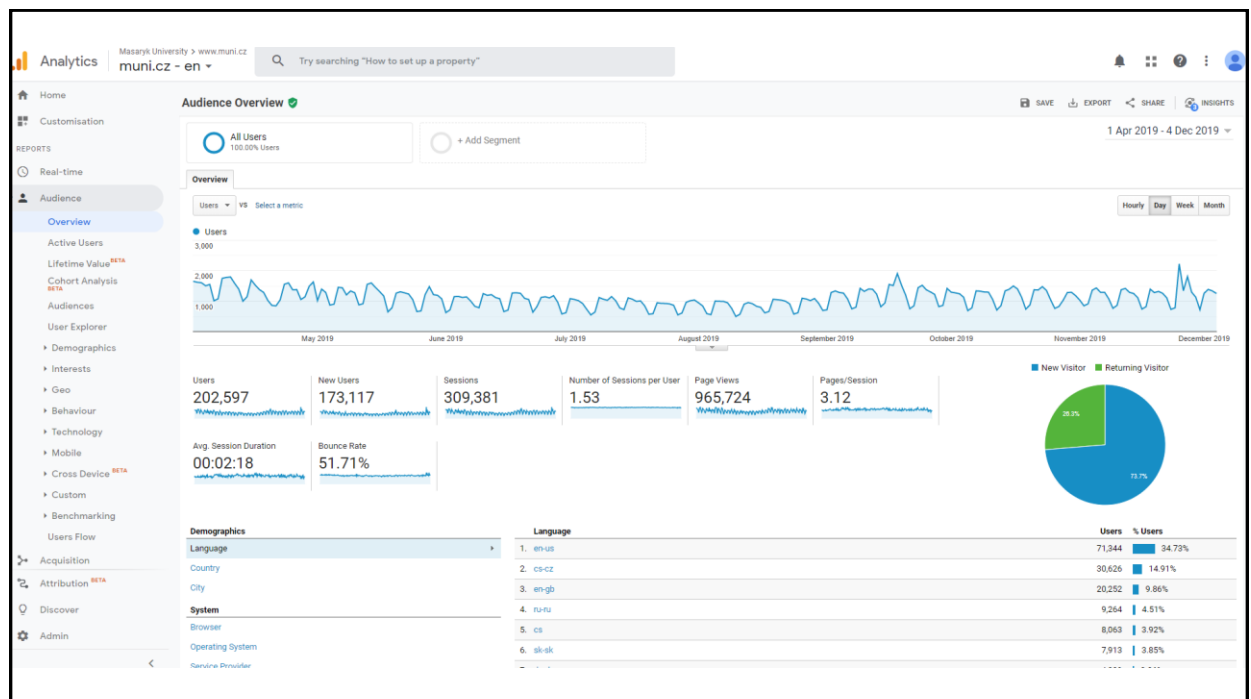 Analytics
Masaryk University > www.muni.cz
muni.cz - en
Try searching "How to set up a property"
Home
Customisation
REPORTS
Real-time
Audience
Overview
Active Users
Lifetime Value BETA
Cohort Analysis
BETA
Audiences
User Explorer
Demographics
Interests
Geo
Behaviour
Technology
Mobile
Cross Device BETA
Custom
Benchmarking
Users Flow
Acquisition
Attribution BETA
Discover
Admin
Audience Overview
SAVE EXPORT SHARE INSIGHTS
3
All Users
100.00% Users
+ Add Segment
1 Apr 2019 - 4 Dec 2019
Overview
Users VS Select a metric
Hourly Day Week Month
Users
3,000
2,000
1,000
May 2019 June 2019 July 2019 August 2019 September 2019 October 2019 November 2019 December 2019
Users
202,597
New Users
173,117
Sessions
309,381
Number of Sessions per User
1.53
Page Views
965,724
Pages/Session
3.12
Avg. Session Duration
00:02:18
Bounce Rate
51.71%
New Visitor Returning Visitor
26.3%
73.7%
Demographics
Language
Country
City
System
Browser
Operating System
Service Provider
Language Users % Users
1. en-us 71,344 34.73%
2. cs-cz 30,626 14.91%
3. en-gb 20,252 9.86%
4. ru-ru 9,264 4.51%
5. cs 8,063 3.92%
6. sk-sk 7,913 3.85%